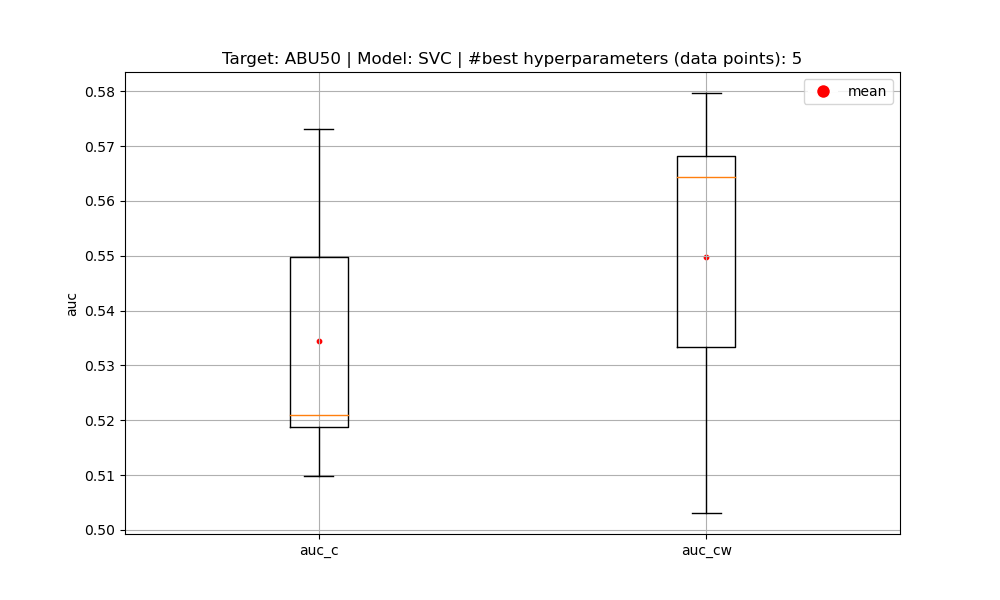 Target: ABU50 | Model: SVC | #best hyperparameters (data points): 5
mean
auc
0.58
0.57
0.56
0.55
0.54
0.53
0.52
0.51
0.50
auc_c
auc_cw